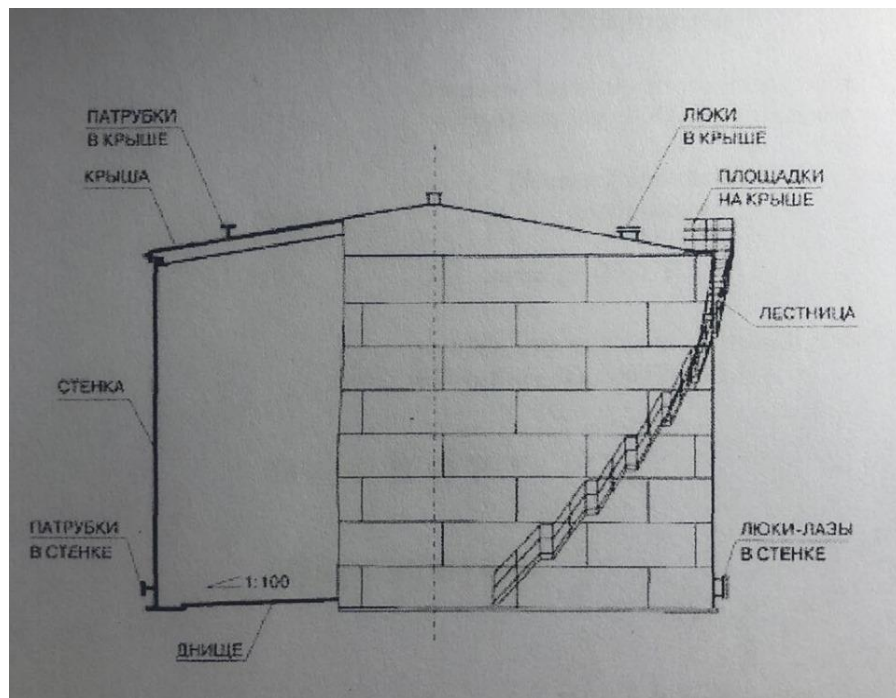 ПАТРУБКИ
В КРЫШЕ
ЛЮКИ
В КРЫШЕ
КРЫША
ПЛОЩАДКИ
НА КРЫШЕ
ЛЕСТНИЦА
СТЕНКА
ПАТРУБКИ
В СТЕНКЕ
ЛЮКИ-ЛАЗЫ
В СТЕНКЕ
1:100
ДНИЩЕ